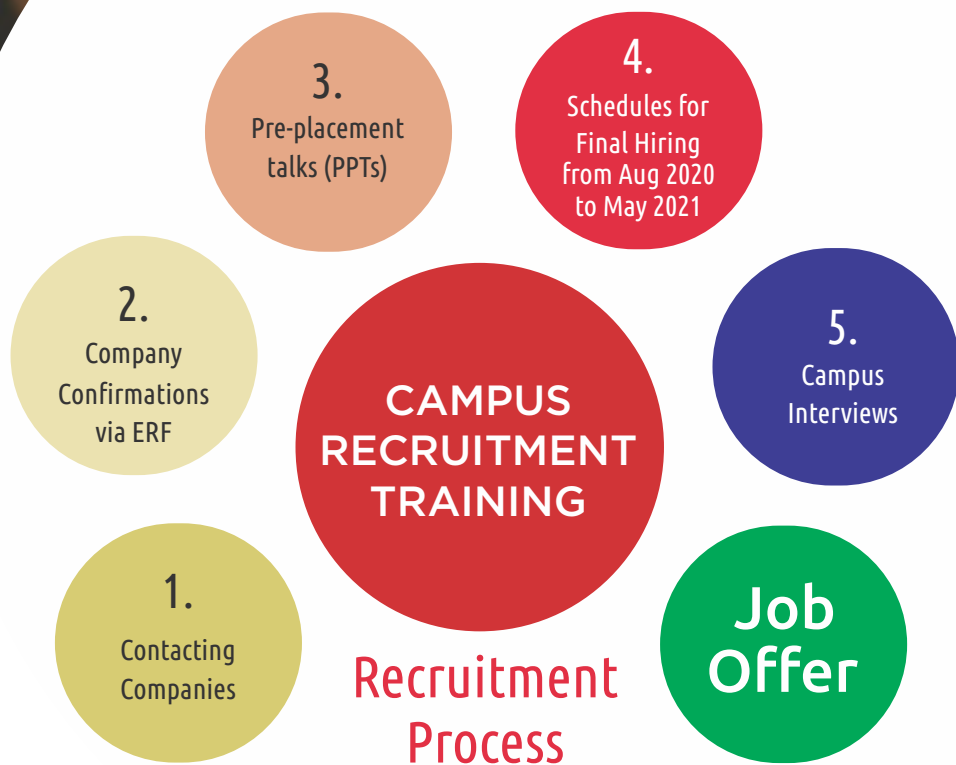 1.
Contacting
Companies
2.
Company
Confirmations
via ERF
3.
Pre-placement
talks (PPTs)
4.
Schedules for
Final Hiring
from Aug 2020
to May 2021
5.
Campus
Interviews
Job
Offer
CAMPUS
RECRUITMENT
TRAINING
Recruitment
Process